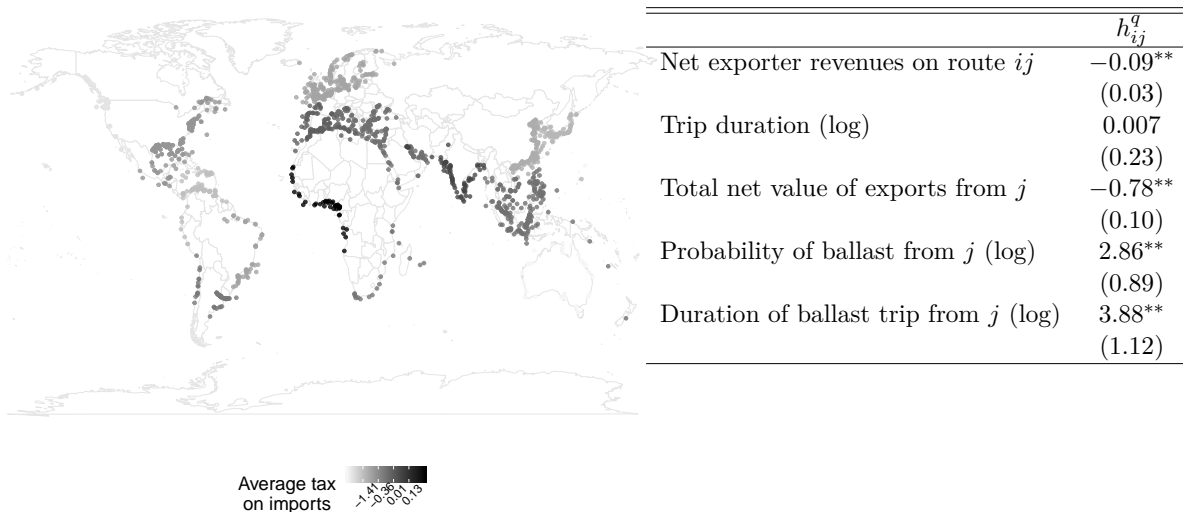 h^q_{ij}
Net exporter revenues on route ij −0.09**
(0.03)
Trip duration (log) 0.007
(0.23)
Total net value of exports from j −0.78**
(0.10)
Probability of ballast from j (log) 2.86**
(0.89)
Duration of ballast trip from j (log) 3.88**
(1.12)
Average tax
on imports
−1.41
−0.36
0.01
0.13